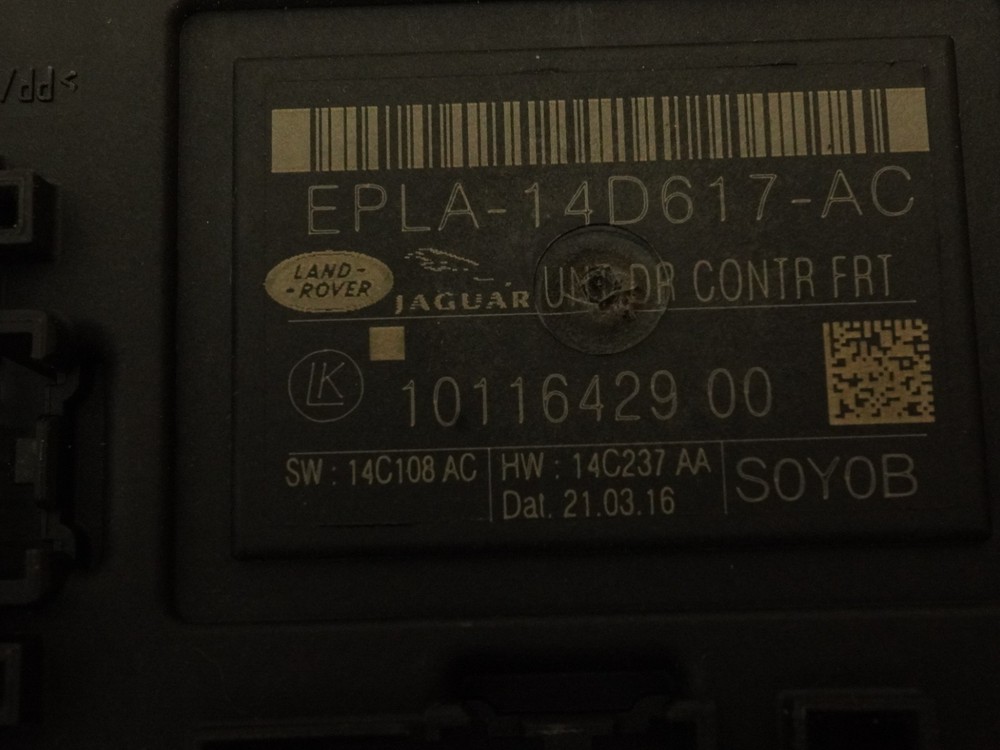 /dd<
EPLA-14D617-AC
LAND-
-ROVER
JAGUAR
DR CONTR FRT
LK
10116429 00
SW : 14C108 AC
HW : 14C237 AA
Dat. 21.03.16
SOYOB